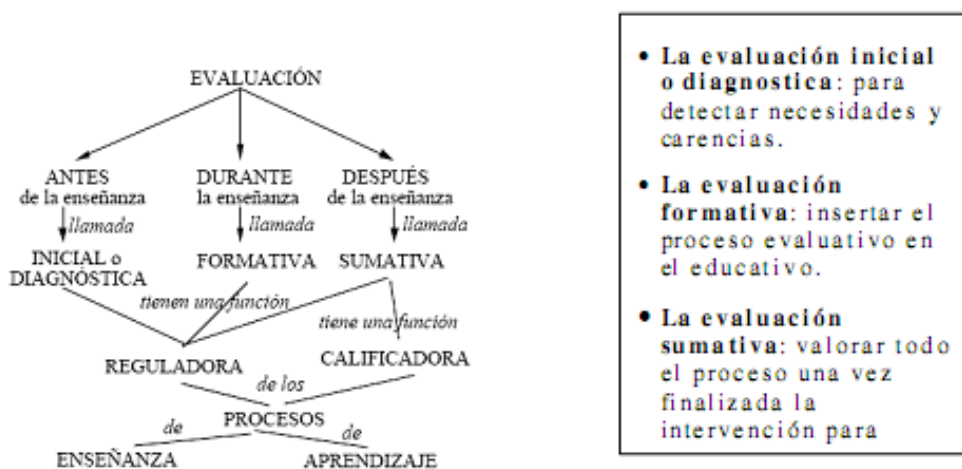 EVALUACIÓN
ANTES
de la enseñanza
DURANTE
la enseñanza
DESPUÉS
de la enseñanza
llamada
llamada
llamada
INICIAL o
DIAGNÓSTICA
FORMATIVA
SUMATIVA
tienen una función
tiene una función
REGULADORA
CALIFICADORA
de los
PROCESOS
de
de
ENSEÑANZA
APRENDIZAJE
• La evaluación inicial
o diagnostica: para
detectar necesidades y
carencias.
• La evaluación
formativa: insertar el
proceso evaluativo en
el educativo.
• La evaluación
sumativa: valorar todo
el proceso una vez
finalizada la
intervención para